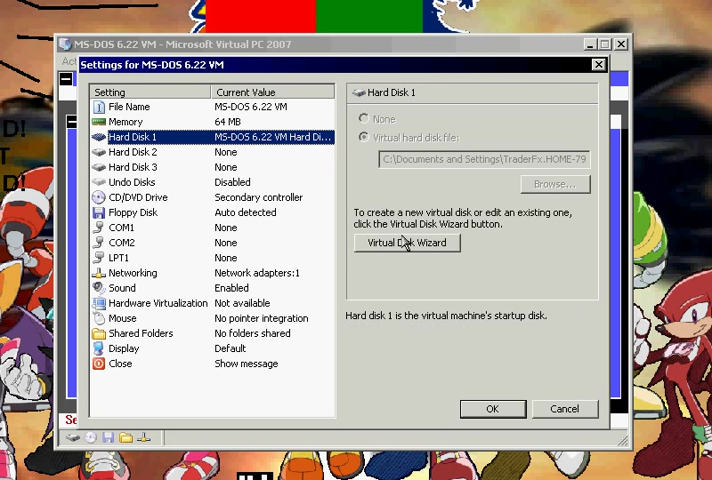 MS-DOS 6.22 VM - Microsoft Virtual PC 2007
Settings for MS-DOS 6.22 VM
Setting Current Value
File Name MS-DOS 6.22 VM
Memory 64 MB
Hard Disk 1 MS-DOS 6.22 VM Hard Di...
Hard Disk 2 None
Hard Disk 3 None
Undo Disks Disabled
CD/DVD Drive Secondary controller
Floppy Disk Auto detected
COM1 None
COM2 None
LPT1 None
Networking Network adapters:1
Sound Enabled
Hardware Virtualization Not available
Mouse No pointer integration
Shared Folders No folders shared
Display Default
Close Show message
Hard Disk 1
None
Virtual hard disk file:
C:\Documents and Settings\TraderFx.HOME-79
Browse...
To create a new virtual disk or edit an existing one,
click the Virtual Disk Wizard button.
Virtual Disk Wizard
Hard disk 1 is the virtual machine's startup disk.
OK Cancel
D!
T
D!
Se